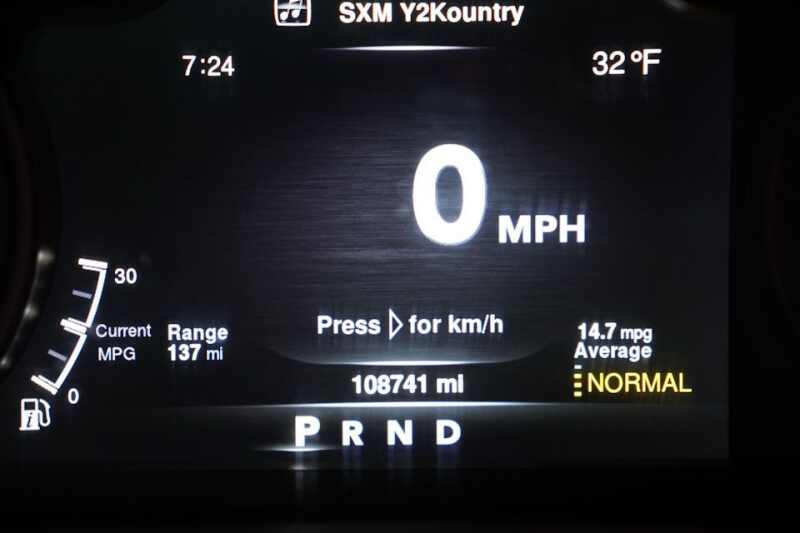 SXM Y2Kountry
7:24
32°F
0 MPH
30
Current
MPG
0
Range
137 mi
Press ▷ for km/h
14.7 mpg
Average
108741 mi
NORMAL
P R N D